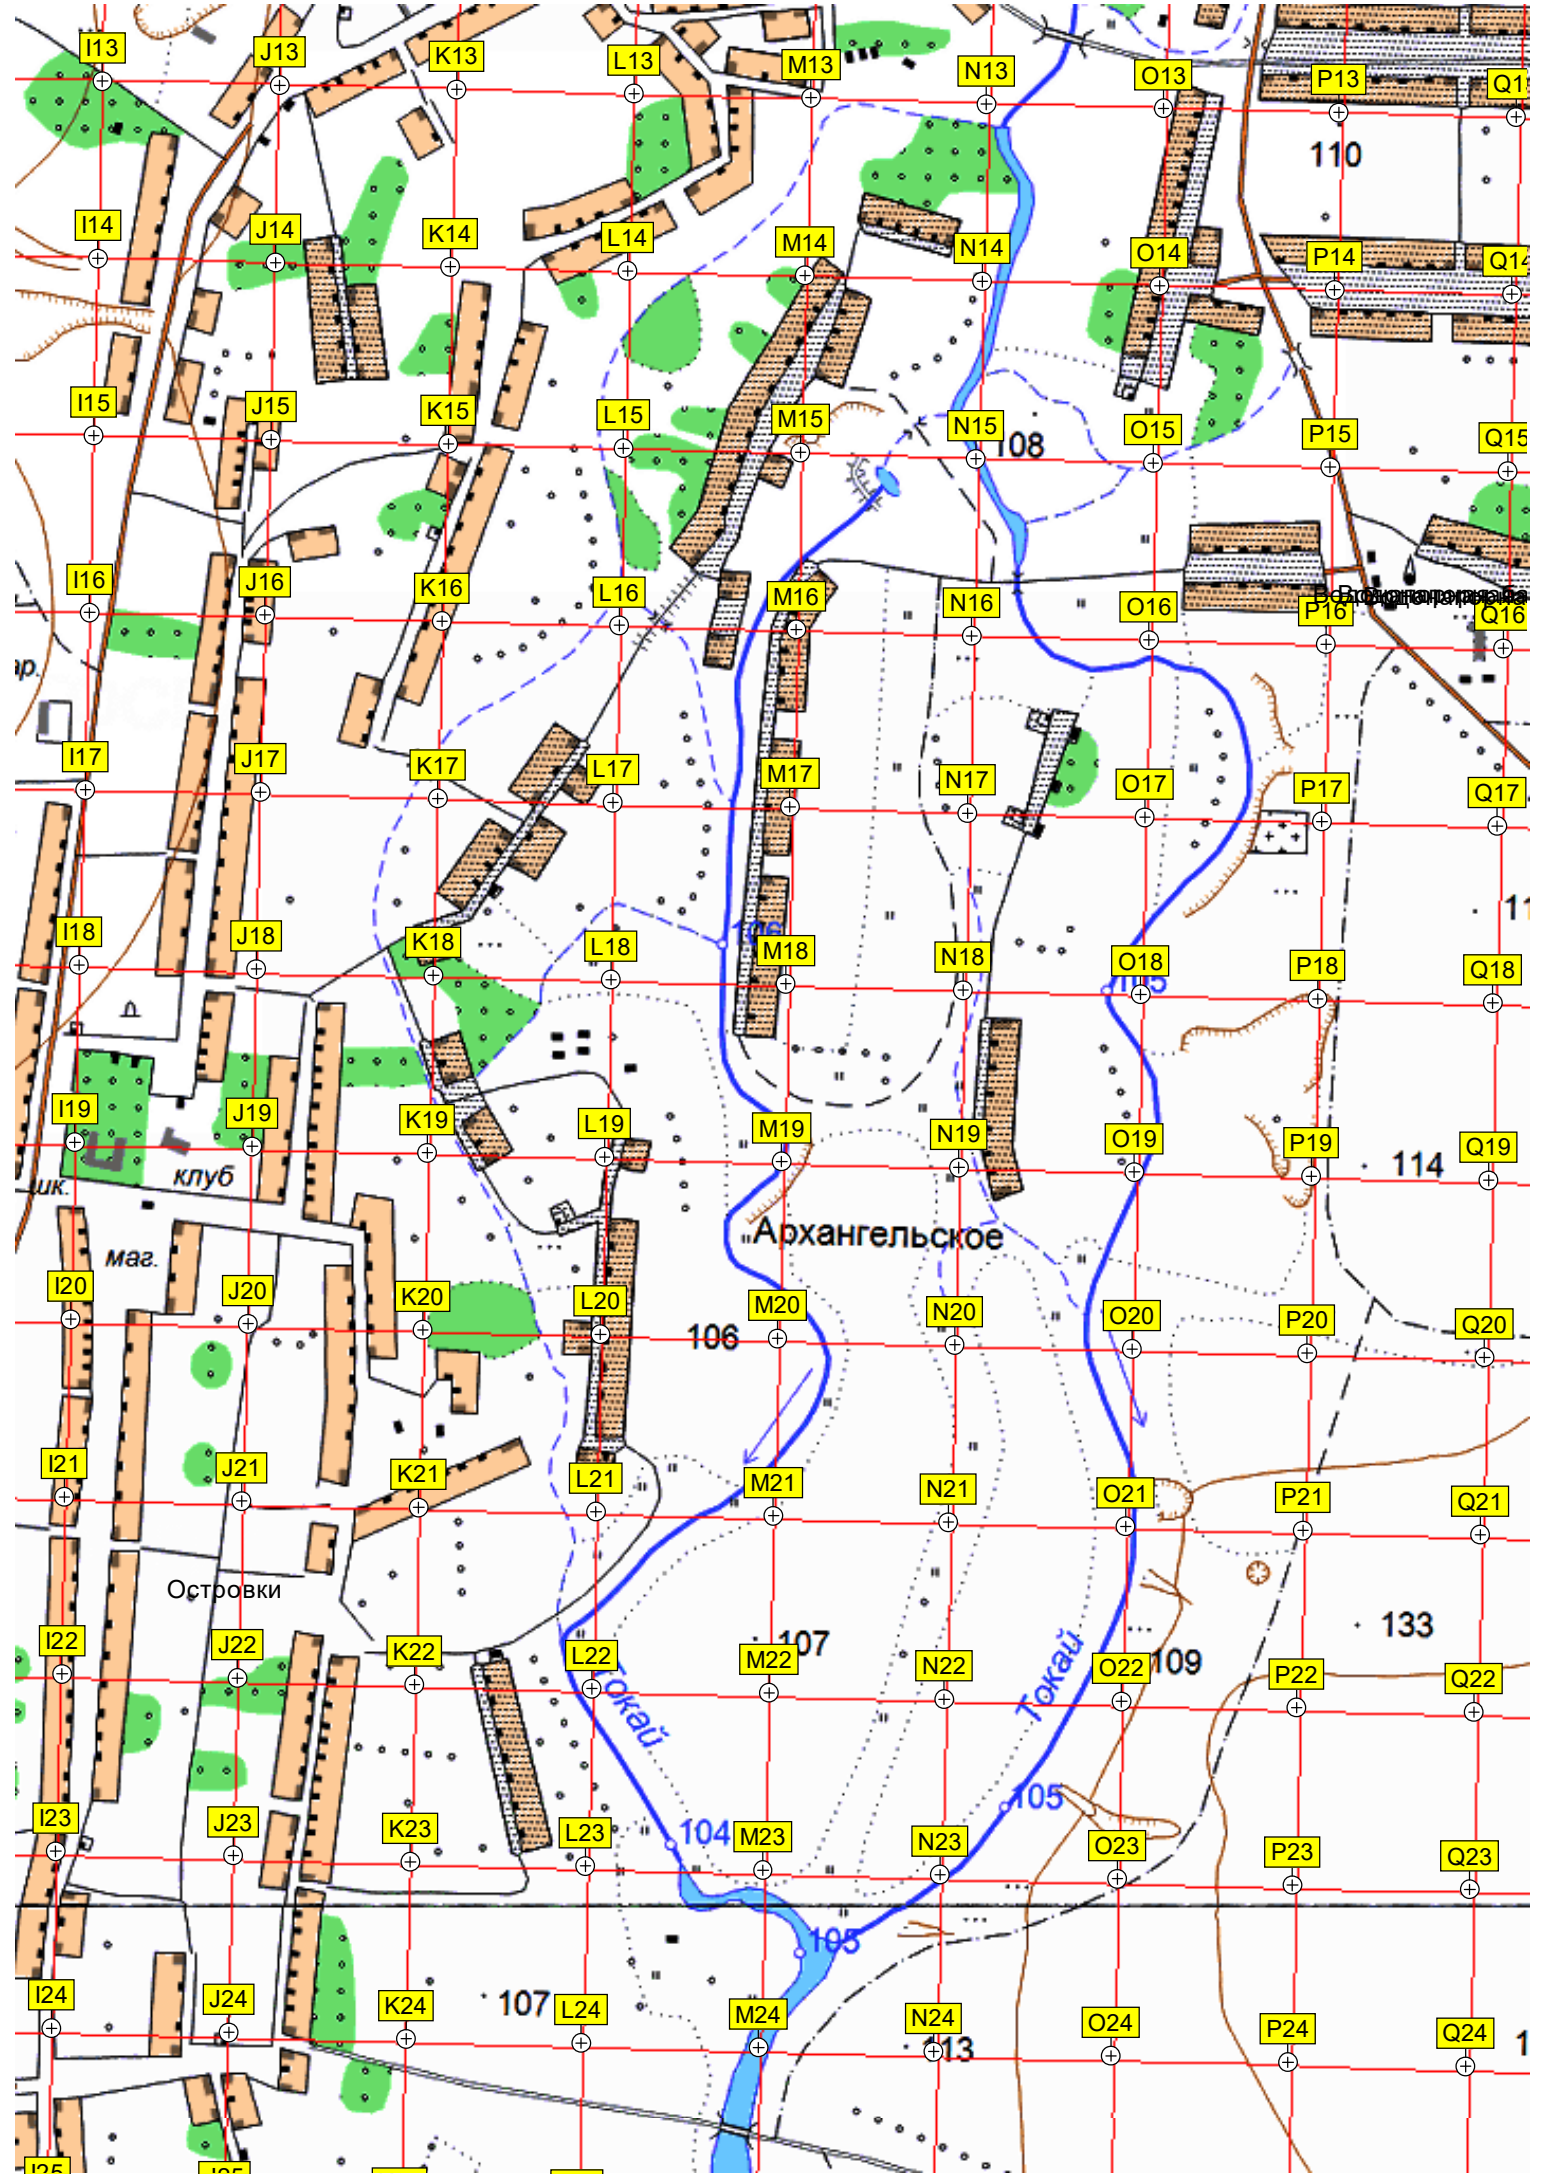 I13 J13 K13 L13 M13 N13 O13 P13
110
I14 J14 K14 L14 M14 N14 O14 P14 Q14
I15 J15 K15 L15 M15 N15 O15 P15 Q15
108
I16 J16 K16 L16 M16 N16 O16 P16 Q16
I17 J17 K17 L17 M17 N17 O17 P17 Q17
106
I18 J18 K18 L18 M18 N18 O18 P18 Q18
105
I19 J19 K19 L19 M19 N19 O19 P19 Q19
114
шк.
клуб
маг.
Архангельское
I20 J20 K20 L20 M20 N20 O20 P20 Q20
106
I21 J21 K21 L21 M21 N21 O21 P21 Q21
Островки
133
107
109
I22 J22 K22 L22 M22 N22 O22 P22 Q22
Токай
Токай
105
104
I23 J23 K23 L23 M23 N23 O23 P23 Q23
105
107
I24 J24 K24 L24 M24 N24 O24 P24 Q24
113